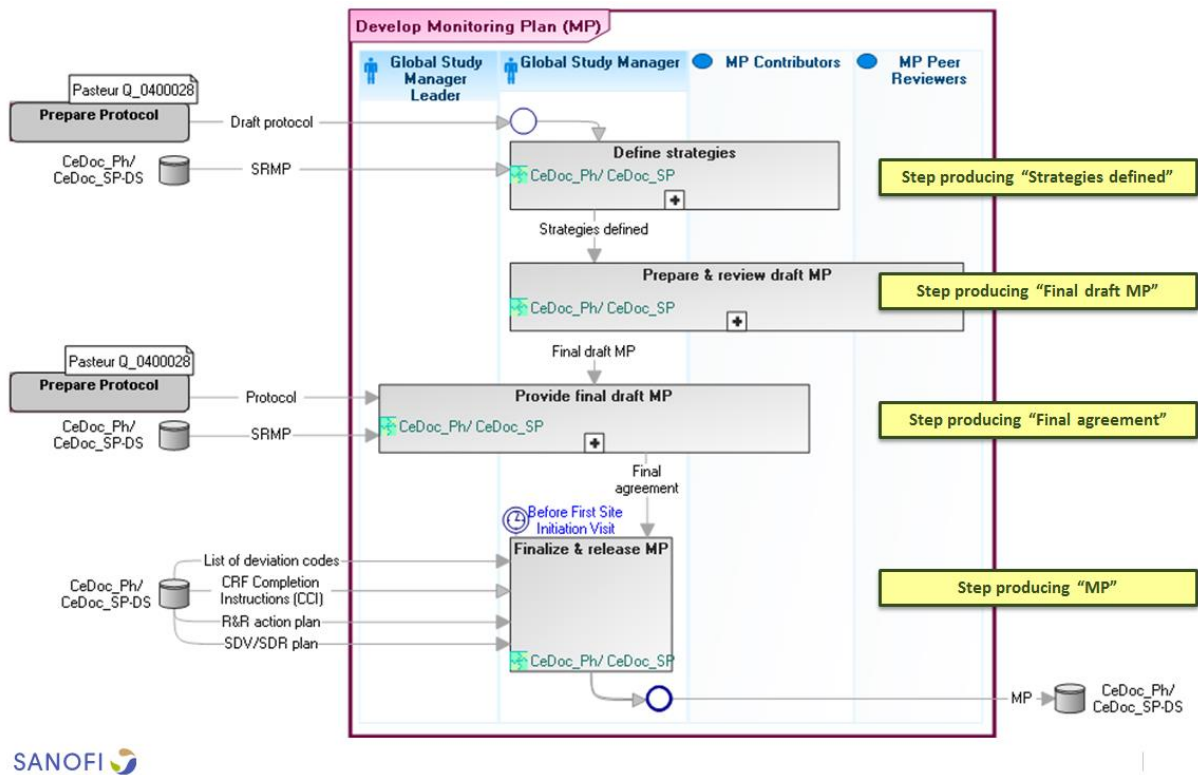 Develop Monitoring Plan (MP)
Global Study
Manager
Leader
Global Study Manager
MP Contributors
MP Peer
Reviewers
Pasteur Q_0400028
Prepare Protocol
Draft protocol
CeDoc_Ph/
CeDoc_SP-DS
SRMP
Define strategies
CeDoc_Ph/ CeDoc_SP
Step producing “Strategies defined”
Strategies defined
Prepare & review draft MP
CeDoc_Ph/ CeDoc_SP
Step producing “Final draft MP”
Final draft MP
Pasteur Q_0400028
Prepare Protocol
Protocol
CeDoc_Ph/
CeDoc_SP-DS
SRMP
Provide final draft MP
CeDoc_Ph/ CeDoc_SP
Step producing “Final agreement”
Final
agreement
Before First Site
Initiation Visit
Finalize & release MP
List of deviation codes
CRF Completion
Instructions (CCI)
R&R action plan
SDV/SDR plan
CeDoc_Ph/
CeDoc_SP-DS
Step producing “MP”
CeDoc_Ph/ CeDoc_SP
MP
CeDoc_Ph/
CeDoc_SP-DS
SANOFI